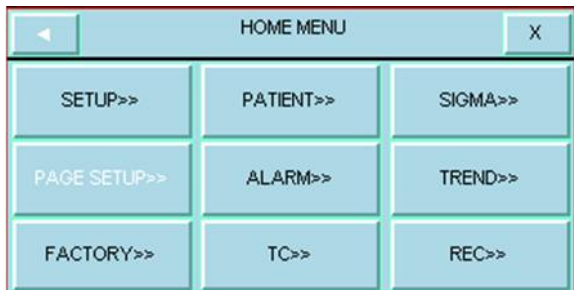 HOME MENU
X
SETUP>>
PATIENT>>
SIGMA>>
PAGE SETUP>>
ALARM>>
TREND>>
FACTORY>>
TC>>
REC>>